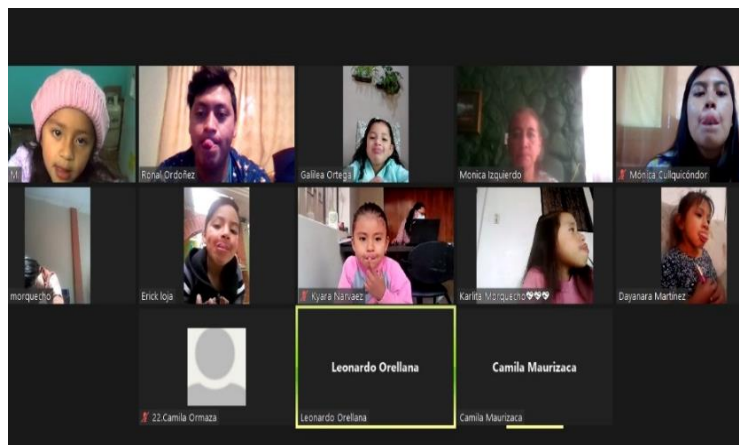 M.
Ronal Ordoñez
Galilea Ortega
Monica Izquierdo
Mónica Cullquicóndor
morquecho
Erick loja
Kyara Narvaez
Karlita Morquecho💖💖💖
Dayanara Martinez
22.Camila Ormaza
Leonardo Orellana
Leonardo Orellana
Camila Maurizaca
Camila Maurizaca